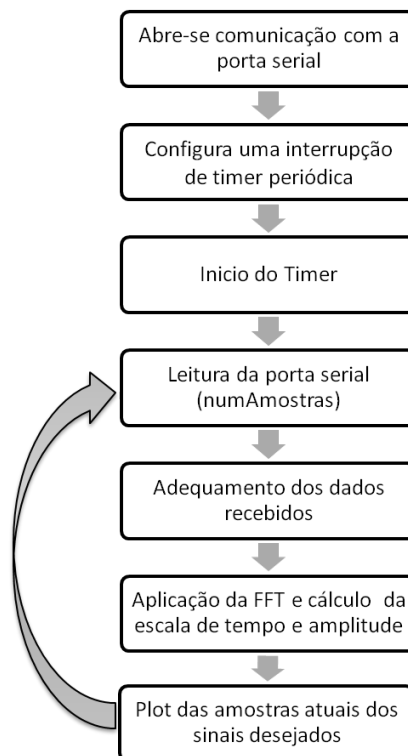 Abre-se comunicação com a
porta serial
Configura uma interrupção
de timer periódica
Inicio do Timer
Leitura da porta serial
(numAmostras)
Adequamento dos dados
recebidos
Aplicação da FFT e cálculo da
escala de tempo e amplitude
Plot das amostras atuais dos
sinais desejados